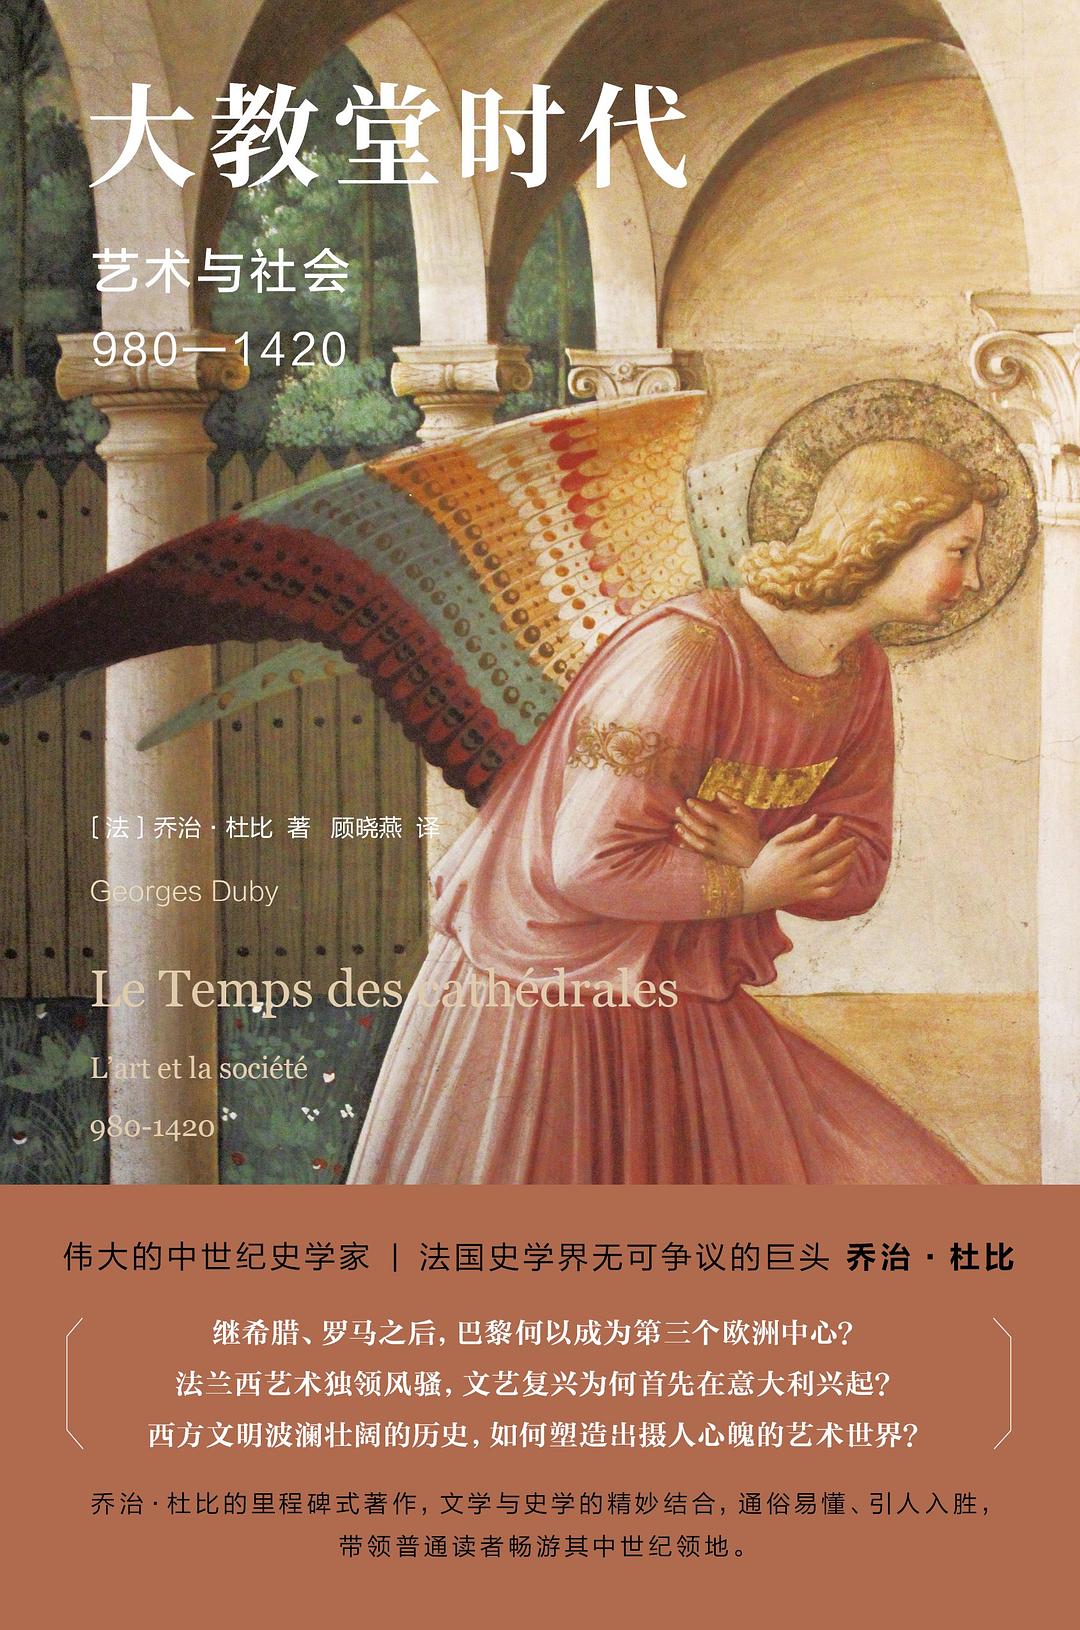 大教堂时代
艺术与社会
980—1420
[法]乔治·杜比 著 顾晓燕 译
Georges Duby
Le Temps des cathédrales
L'art et la société
980-1420
伟大的中世纪史学家 | 法国史学界无可争议的巨头 乔治·杜比
继希腊、罗马之后，巴黎何以成为第三个欧洲中心？
法兰西艺术独领风骚，文艺复兴为何首先在意大利兴起？
西方文明波澜壮阔的历史，如何塑造出摄人心魄的艺术世界？
乔治·杜比的里程碑式著作，文学与史学的精妙结合，通俗易懂、引人入胜，
带领普通读者畅游其中世纪领地。